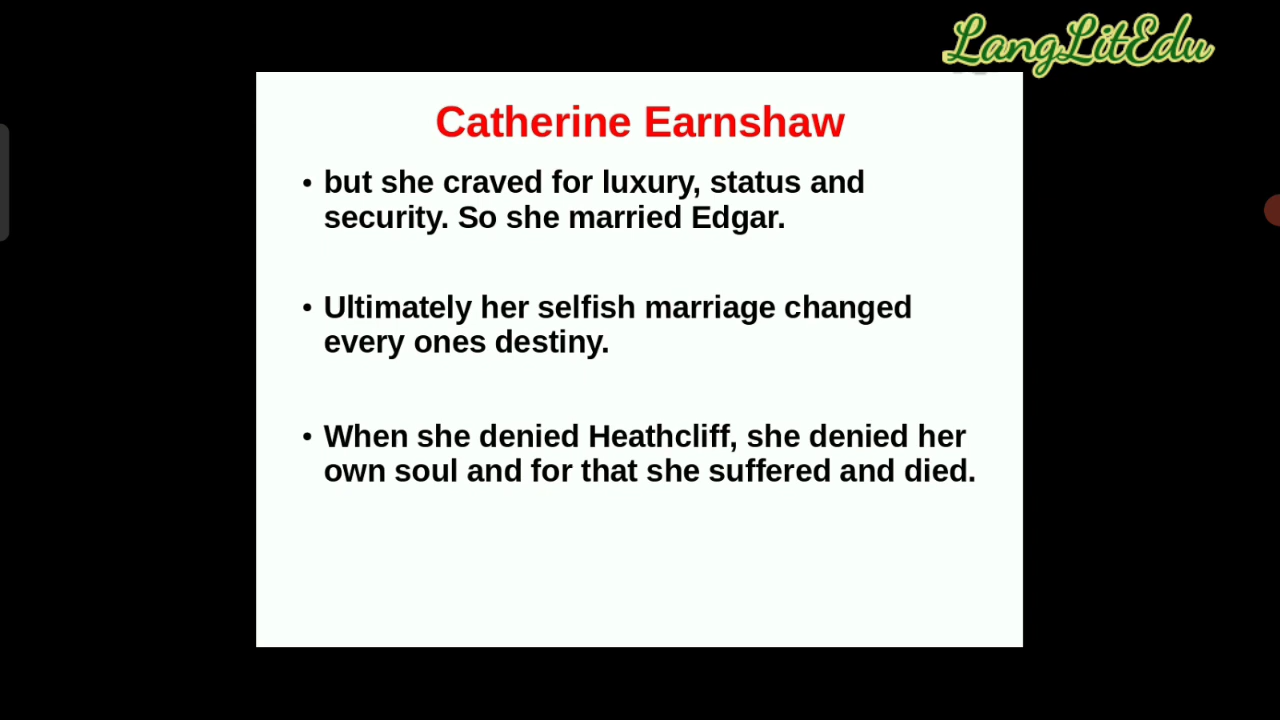 LangLitEdu
Catherine Earnshaw
• but she craved for luxury, status and
security. So she married Edgar.
• Ultimately her selfish marriage changed
every ones destiny.
• When she denied Heathcliff, she denied her
own soul and for that she suffered and died.